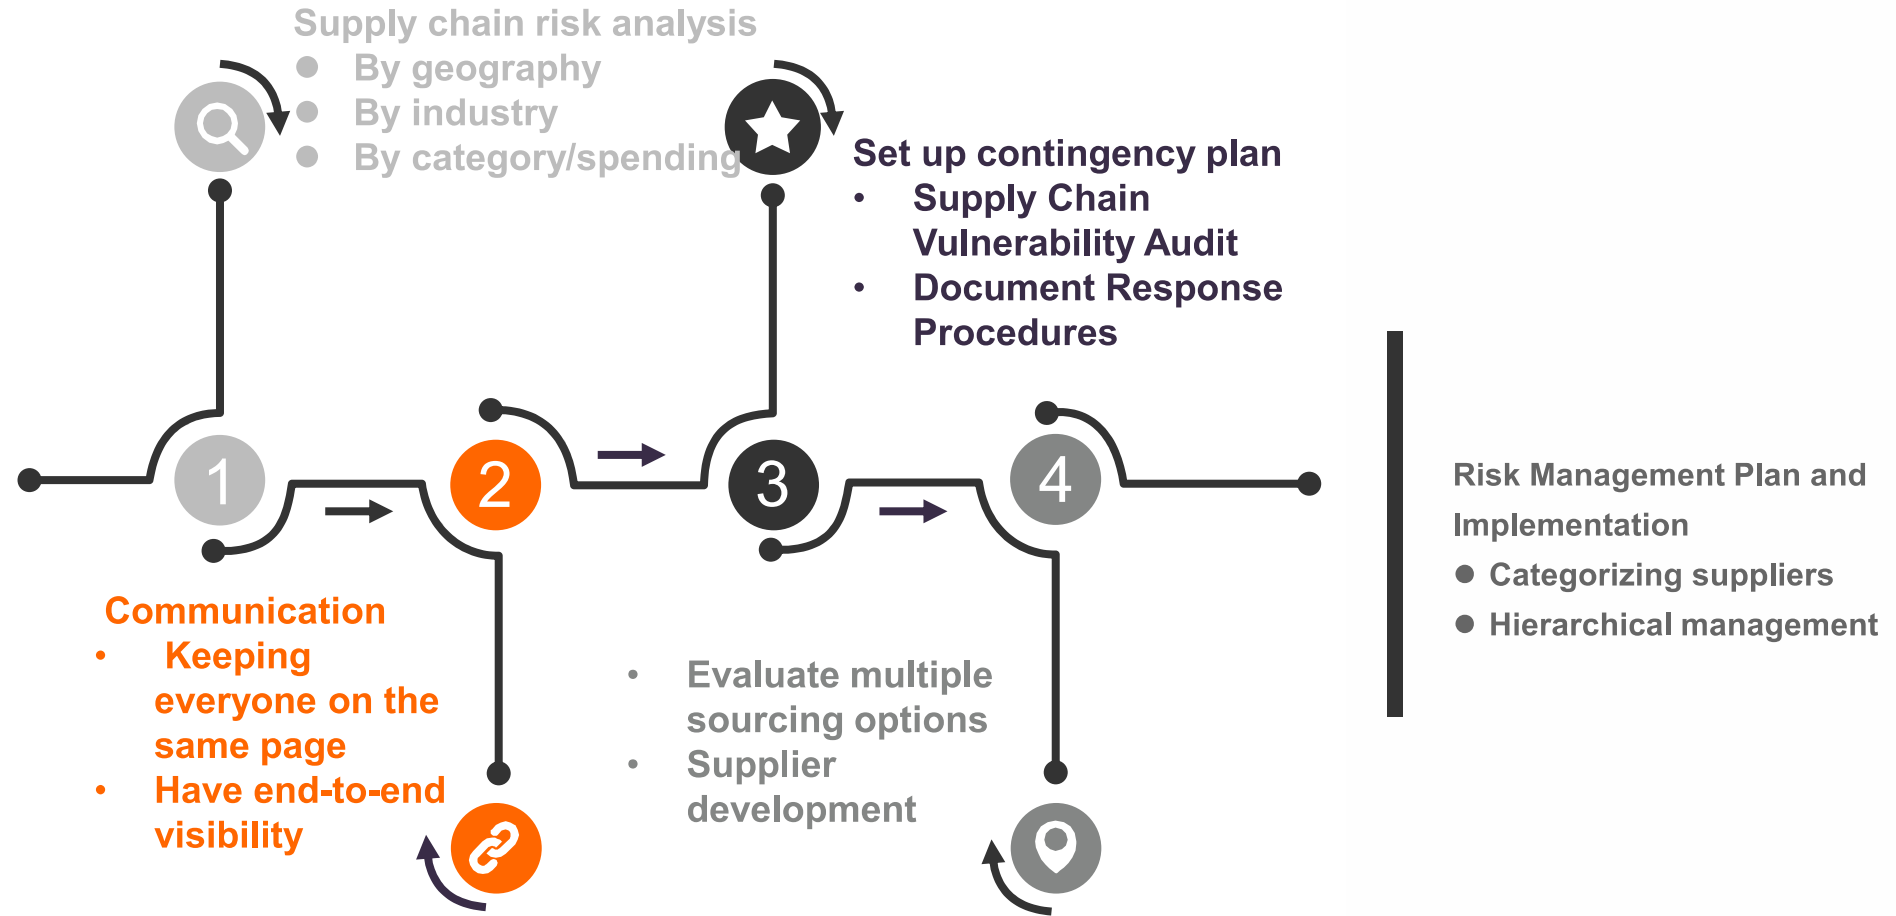 Supply chain risk analysis
● By geography
● By industry
● By category/spending
Set up contingency plan
• Supply Chain
Vulnerability Audit
• Document Response
Procedures
1
2
3
4
Communication
• Keeping
everyone on the
same page
• Have end-to-end
visibility
• Evaluate multiple
sourcing options
• Supplier
development
Risk Management Plan and
Implementation
● Categorizing suppliers
● Hierarchical management